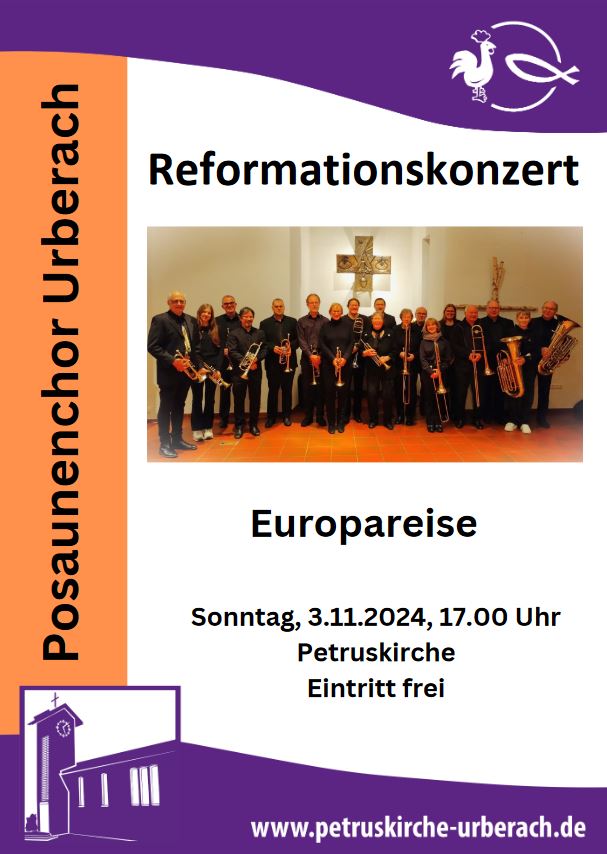 Posaunenchor Urberach
Reformationskonzert
Europareise
Sonntag, 3.11.2024, 17.00 Uhr
Petruskirche
Eintritt frei
www.petruskirche-urberach.de